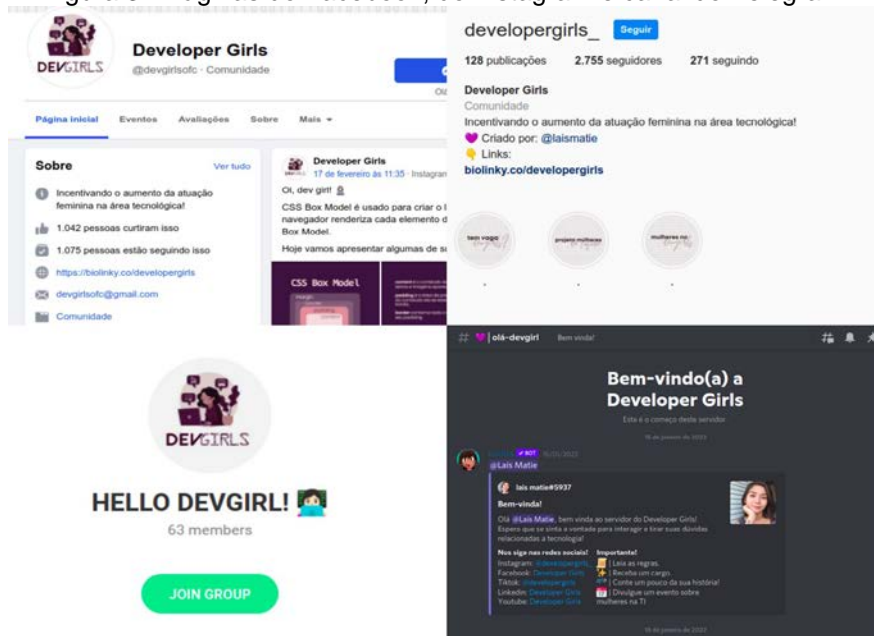 DEVGIRLS
Developer Girls
@devgirlsofc · Comunidade
Página inicial Eventos Avaliações Sobre Mais
Sobre
Ver tudo
Incentivando o aumento da atuação
feminina na área tecnológica!
1.042 pessoas curtiram isso
1.075 pessoas estão seguindo isso
https://biolinky.co/developergirls
devgirlsofc@gmail.com
Comunidade
Developer Girls
17 de fevereiro às 11:35 · Instagram
Oi, dev girl!
CSS Box Model é usado para criar o l
navegador renderiza cada elemento d
Box Model.
Hoje vamos apresentar algumas de su
CSS Box Model
developergirls_ Seguir
128 publicações 2.755 seguidores 271 seguindo
Developer Girls
Comunidade
Incentivando o aumento da atuação feminina na área tecnológica!
💜 Criado por: @laismatie
👇 Links:
biolinky.co/developergirls
tem vaga
projeto mulheres
mulheres na
DEVGIRLS
HELLO DEVGIRL! 👩🏻‍💻
63 members
JOIN GROUP
# 💜 | olá-devgirl Bem vinda!
Bem-vindo(a) a
Developer Girls
Este é o começo deste servidor
BOT
@Lais Matie
lais matie#5937
Bem-vinda!
Olá @Lais Matie, bem vinda ao servidor do Developer Girls!
Espero que se sinta a vontade para interagir e tirar suas dúvidas
relacionadas a tecnologia!
Nos siga nas redes sociais!
Instagram: @developergirls_
Facebook: Developer Girls
Tiktok: @developergirls
Linkedin: Developer Girls
Youtube: Developer Girls
Importante!
| Leia as regras.
| Receba um cargo.
| Conte um pouco da sua história!
| Divulgue um evento sobre
mulheres na TI